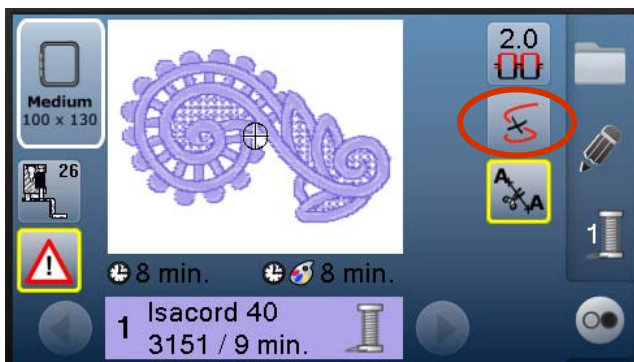 Medium
100 x 130
26
2.0
A
A
1
8 min.
8 min.
1
Isacord 40
3151 / 9 min.